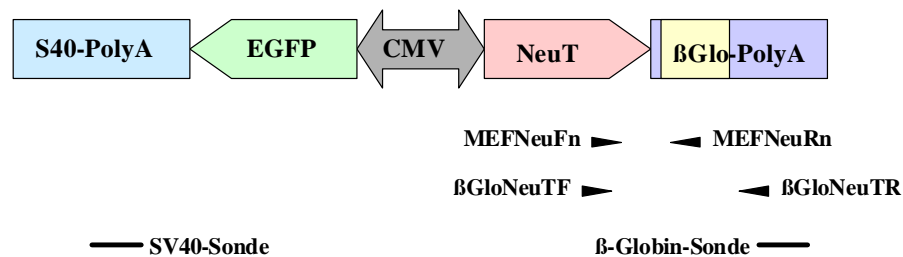 S40-PolyA EGFP CMV NeuT ßGlo-PolyA
MEFNeuFn MEFNeuRn
ßGloNeuTF ßGloNeuTR
SV40-Sonde ß-Globin-Sonde